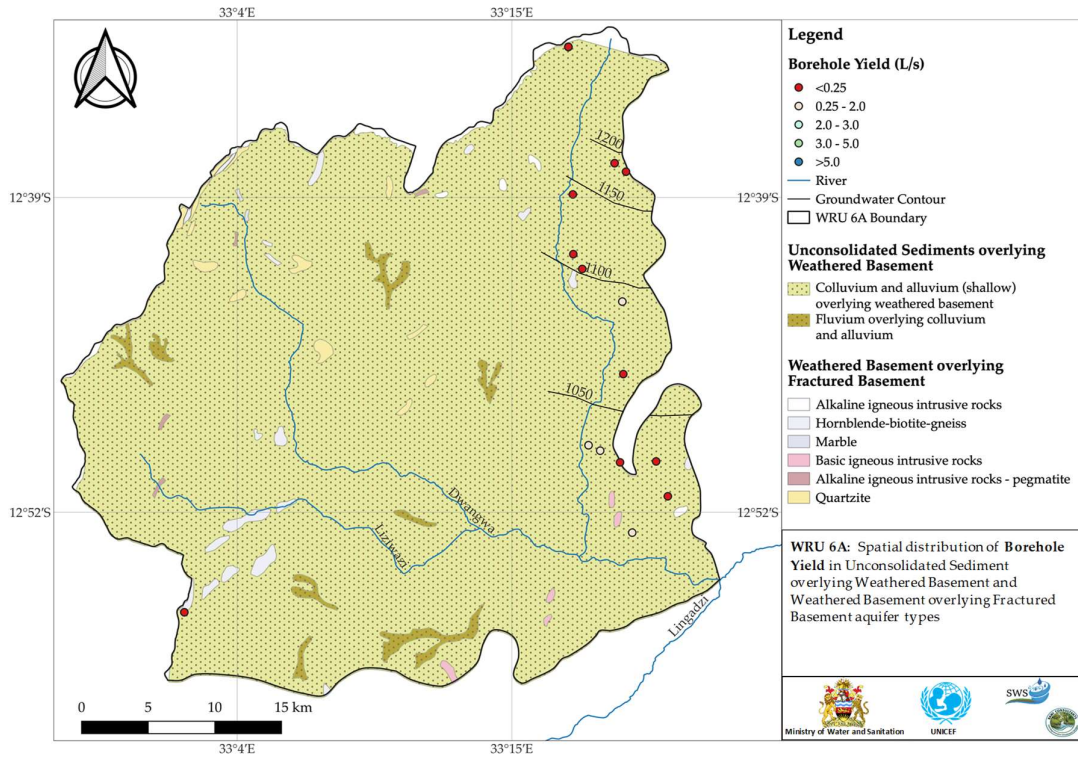 33°4′E
33°15′E
12°39′S
12°39′S
12°52′S
12°52′S
1200
1150
1100
1050
Dwangwa
Liziwazi
Lingadzi
0 5 10 15 km
33°4′E
33°15′E
Legend
Borehole Yield (L/s)
<0.25
0.25 - 2.0
2.0 - 3.0
3.0 - 5.0
>5.0
River
Groundwater Contour
WRU 6A Boundary
Unconsolidated Sediments overlying
Weathered Basement
Colluvium and alluvium (shallow)
overlying weathered basement
Fluvium overlying colluvium
and alluvium
Weathered Basement overlying
Fractured Basement
Alkaline igneous intrusive rocks
Hornblende-biotite-gneiss
Marble
Basic igneous intrusive rocks
Alkaline igneous intrusive rocks - pegmatite
Quartzite
WRU 6A: Spatial distribution of Borehole
Yield in Unconsolidated Sediment
overlying Weathered Basement and
Weathered Basement overlying Fractured
Basement aquifer types
Ministry of Water and Sanitation
UNICEF
SWS